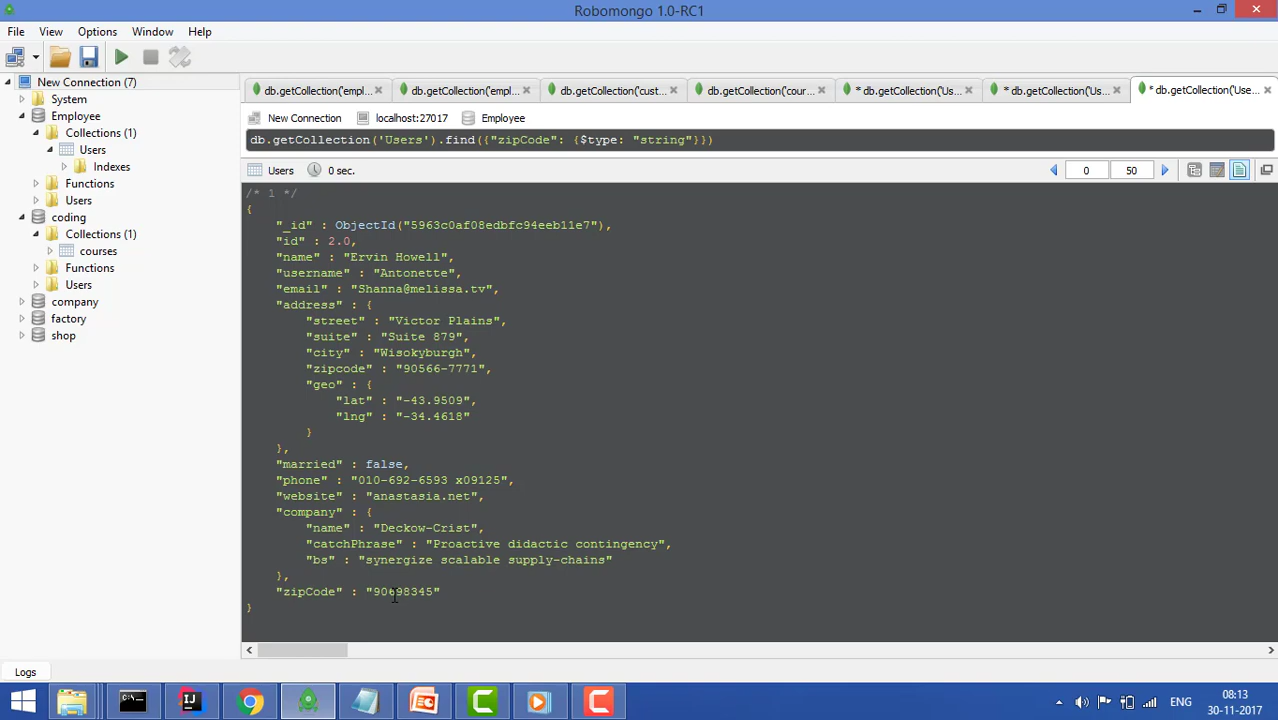 Robomongo 1.0-RC1
File View Options Window Help
New Connection (7)
System
Employee
Collections (1)
Users
Indexes
Functions
Users
coding
Collections (1)
courses
Functions
Users
company
factory
shop
db.getCollection('empl... db.getCollection('empl... db.getCollection('cust... db.getCollection('cour... * db.getCollection('Us... * db.getCollection('Us... * db.getCollection('Use...
New Connection localhost:27017 Employee
db.getCollection('Users').find({"zipCode": {$type: "string"}})
Users 0 sec. 0 50
/* 1 */
{
"_id" : ObjectId("5963c0af08edbfc94eeb11e7"),
"id" : 2.0,
"name" : "Ervin Howell",
"username" : "Antonette",
"email" : "Shanna@melissa.tv",
"address" : {
"street" : "Victor Plains",
"suite" : "Suite 879",
"city" : "Wisokyburgh",
"zipcode" : "90566-7771",
"geo" : {
"lat" : "-43.9509",
"lng" : "-34.4618"
}
},
"married" : false,
"phone" : "010-692-6593 x09125",
"website" : "anastasia.net",
"company" : {
"name" : "Deckow-Crist",
"catchPhrase" : "Proactive didactic contingency",
"bs" : "synergize scalable supply-chains"
},
"zipCode" : "90698345"
}
Logs
ENG
08:13
30-11-2017